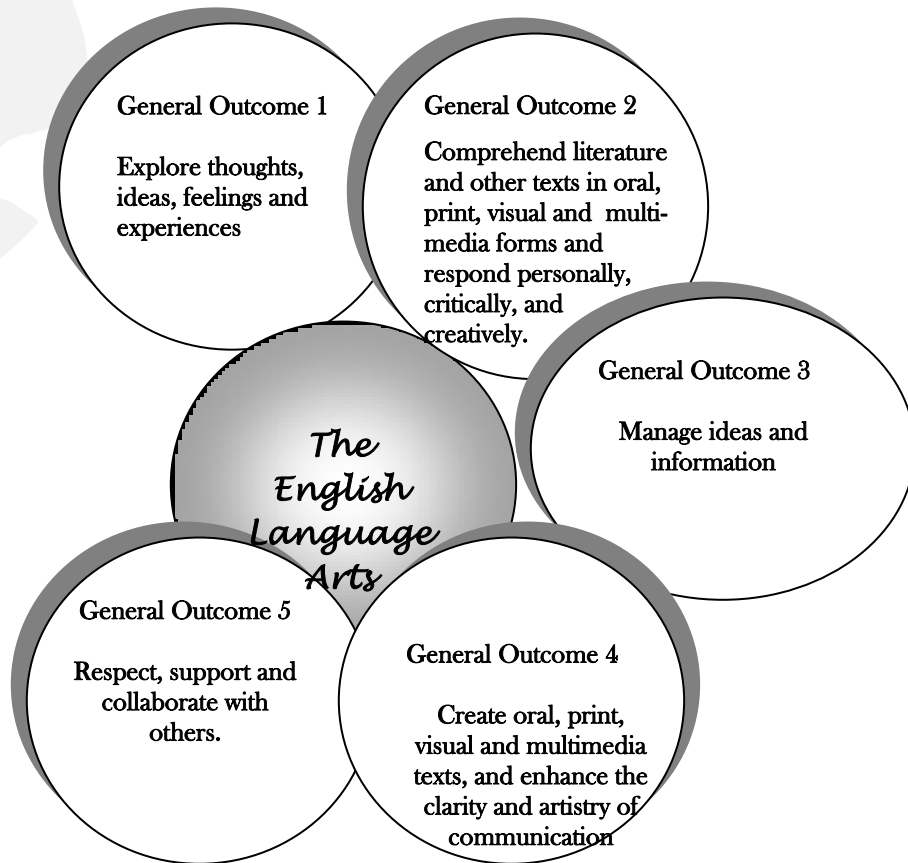 General Outcome 1
Explore thoughts,
ideas, feelings and
experiences
General Outcome 2
Comprehend literature
and other texts in oral,
print, visual and multi-
media forms and
respond personally,
critically, and
creatively.
General Outcome 3
Manage ideas and
information
The
English
Language
Arts
General Outcome 5
Respect, support and
collaborate with
others.
General Outcome 4
Create oral, print,
visual and multimedia
texts, and enhance the
clarity and artistry of
communication